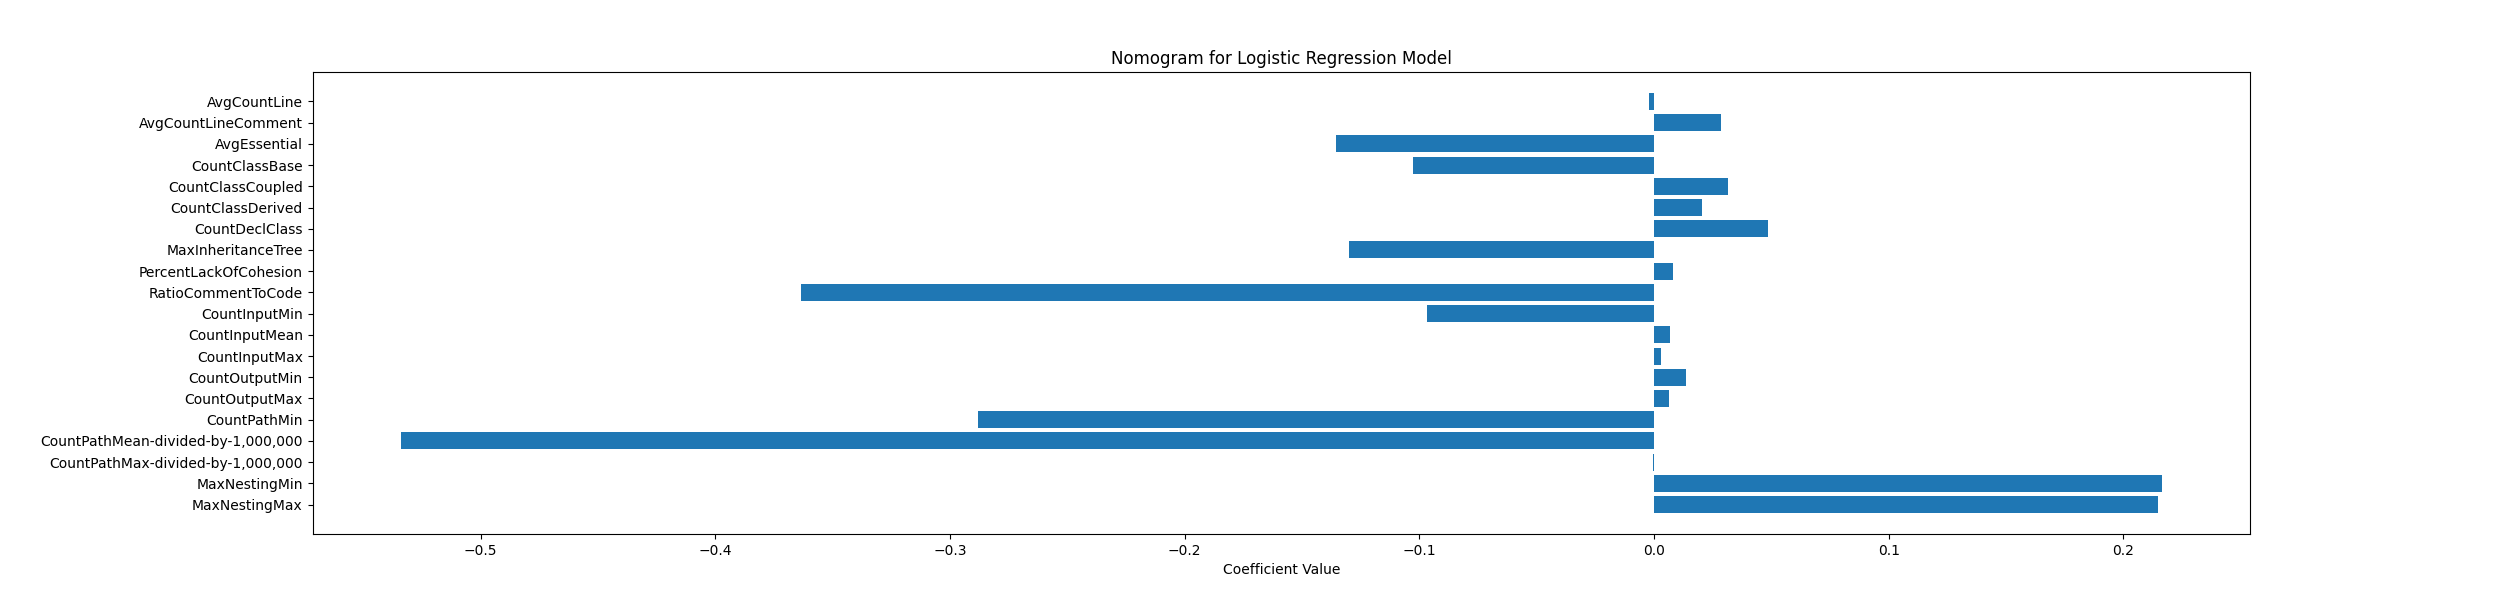 Nomogram for Logistic Regression Model
AvgCountLine
AvgCountLineComment
AvgEssential
CountClassBase
CountClassCoupled
CountClassDerived
CountDeclClass
MaxInheritanceTree
PercentLackOfCohesion
RatioCommentToCode
CountInputMin
CountInputMean
CountInputMax
CountOutputMin
CountOutputMax
CountPathMin
CountPathMean-divided-by-1,000,000
CountPathMax-divided-by-1,000,000
MaxNestingMin
MaxNestingMax
−0.5 −0.4 −0.3 −0.2 −0.1 0.0 0.1 0.2
Coefficient Value